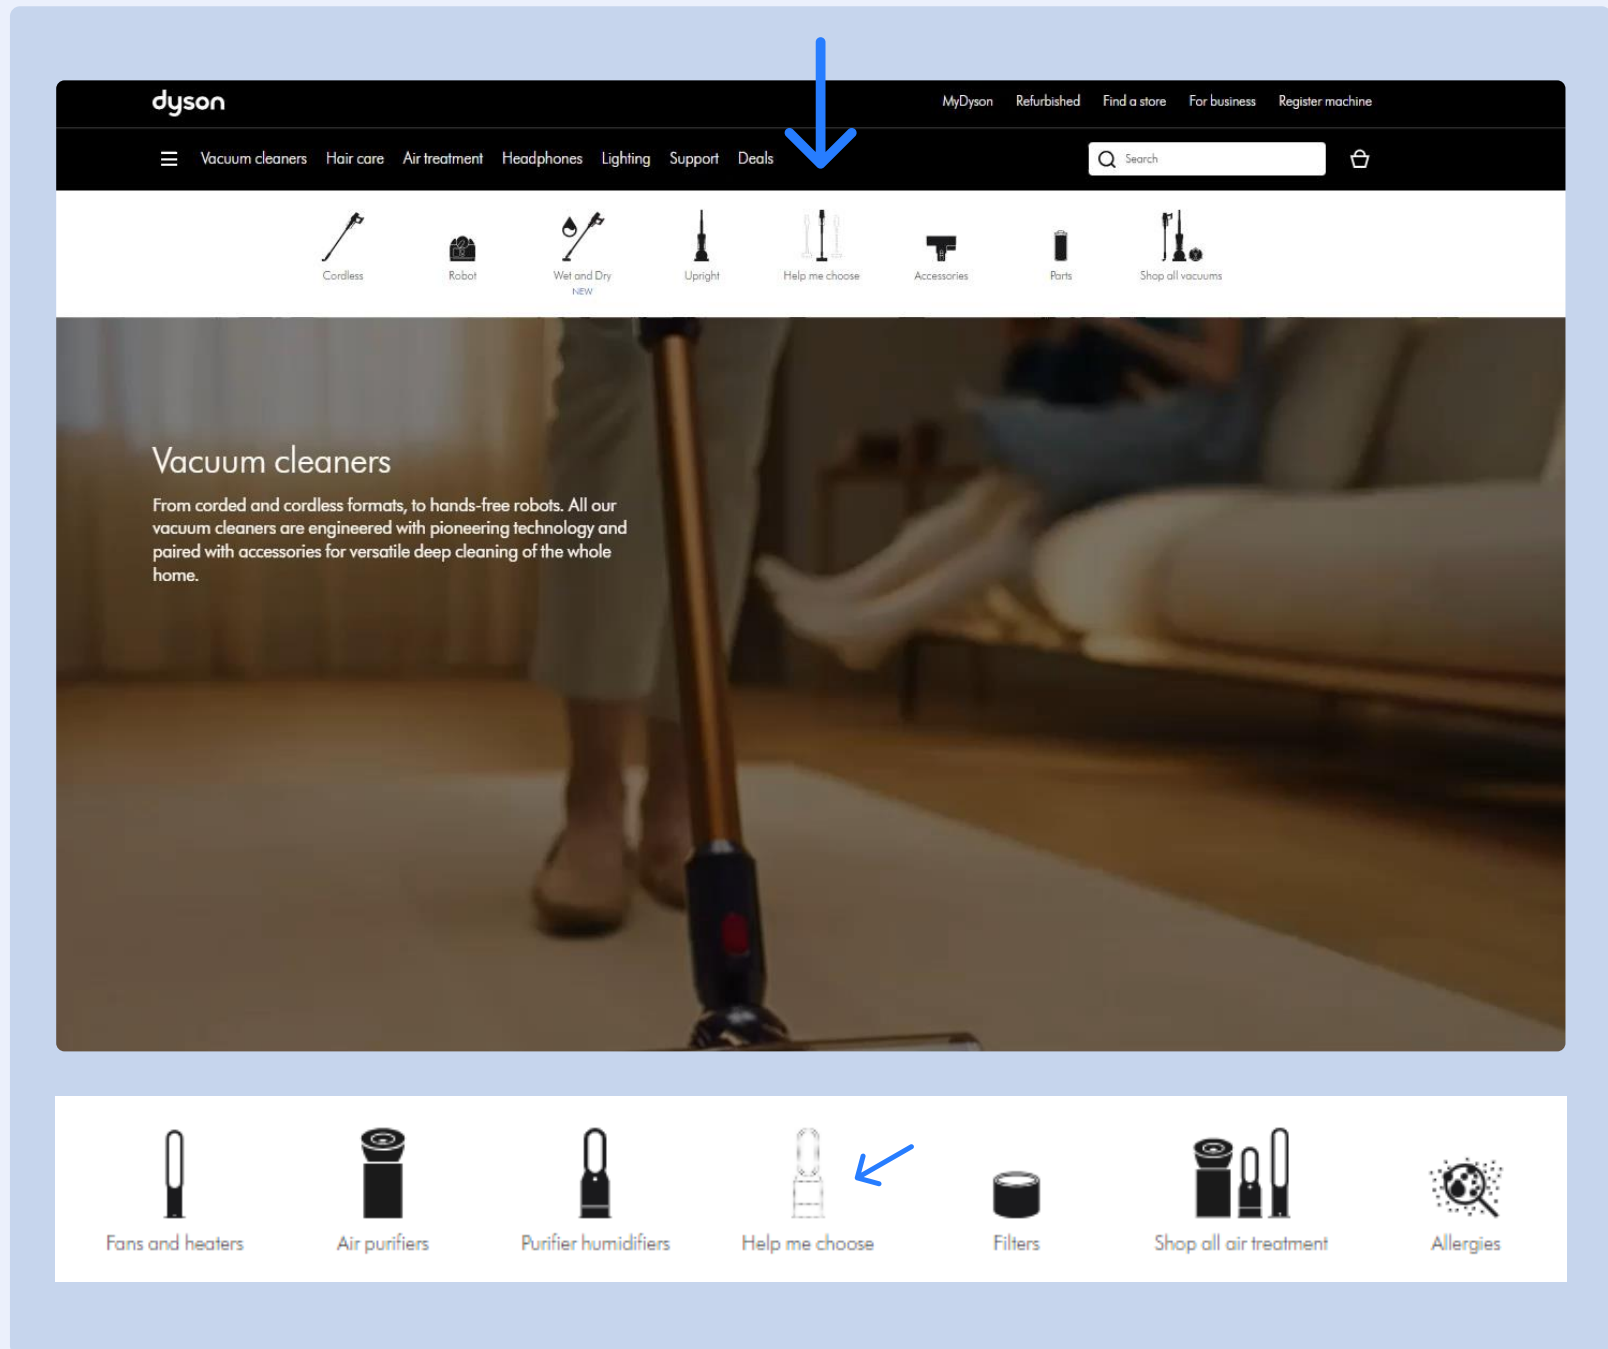 dyson
MyDyson Refurbished Find a store For business Register machine
Vacuum cleaners Hair care Air treatment Headphones Lighting Support Deals
Search
Cordless Robot Wet and Dry Upright Help me choose Accessories Parts Shop all vacuums
NEW
Vacuum cleaners
From corded and cordless formats, to hands-free robots. All our
vacuum cleaners are engineered with pioneering technology and
paired with accessories for versatile deep cleaning of the whole
home.
Fans and heaters Air purifiers Purifier humidifiers Help me choose Filters Shop all air treatment Allergies